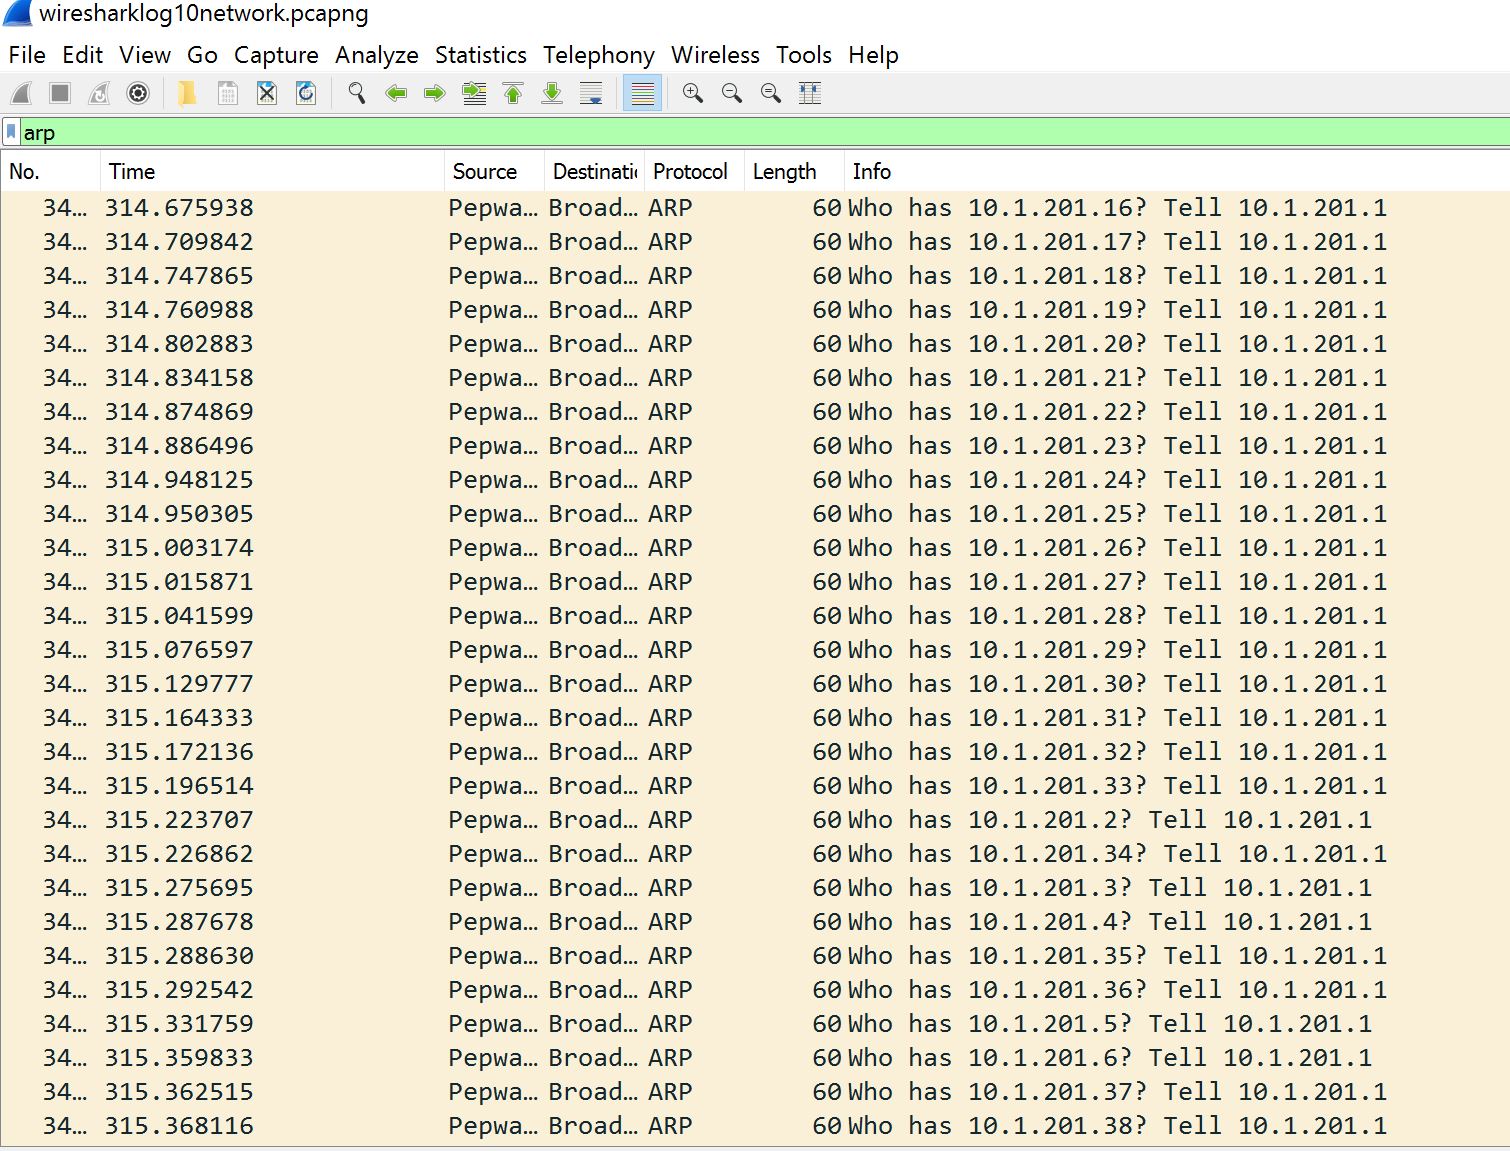 wiresharklog10network.pcapng
File Edit View Go Capture Analyze Statistics Telephony Wireless Tools Help
arp
No. Time Source Destinatio Protocol Length Info
34… 314.675938 Pepwa… Broad… ARP 60 Who has 10.1.201.16? Tell 10.1.201.1
34… 314.709842 Pepwa… Broad… ARP 60 Who has 10.1.201.17? Tell 10.1.201.1
34… 314.747865 Pepwa… Broad… ARP 60 Who has 10.1.201.18? Tell 10.1.201.1
34… 314.760988 Pepwa… Broad… ARP 60 Who has 10.1.201.19? Tell 10.1.201.1
34… 314.802883 Pepwa… Broad… ARP 60 Who has 10.1.201.20? Tell 10.1.201.1
34… 314.834158 Pepwa… Broad… ARP 60 Who has 10.1.201.21? Tell 10.1.201.1
34… 314.874869 Pepwa… Broad… ARP 60 Who has 10.1.201.22? Tell 10.1.201.1
34… 314.886496 Pepwa… Broad… ARP 60 Who has 10.1.201.23? Tell 10.1.201.1
34… 314.948125 Pepwa… Broad… ARP 60 Who has 10.1.201.24? Tell 10.1.201.1
34… 314.950305 Pepwa… Broad… ARP 60 Who has 10.1.201.25? Tell 10.1.201.1
34… 315.003174 Pepwa… Broad… ARP 60 Who has 10.1.201.26? Tell 10.1.201.1
34… 315.015871 Pepwa… Broad… ARP 60 Who has 10.1.201.27? Tell 10.1.201.1
34… 315.041599 Pepwa… Broad… ARP 60 Who has 10.1.201.28? Tell 10.1.201.1
34… 315.076597 Pepwa… Broad… ARP 60 Who has 10.1.201.29? Tell 10.1.201.1
34… 315.129777 Pepwa… Broad… ARP 60 Who has 10.1.201.30? Tell 10.1.201.1
34… 315.164333 Pepwa… Broad… ARP 60 Who has 10.1.201.31? Tell 10.1.201.1
34… 315.172136 Pepwa… Broad… ARP 60 Who has 10.1.201.32? Tell 10.1.201.1
34… 315.196514 Pepwa… Broad… ARP 60 Who has 10.1.201.33? Tell 10.1.201.1
34… 315.223707 Pepwa… Broad… ARP 60 Who has 10.1.201.2? Tell 10.1.201.1
34… 315.226862 Pepwa… Broad… ARP 60 Who has 10.1.201.34? Tell 10.1.201.1
34… 315.275695 Pepwa… Broad… ARP 60 Who has 10.1.201.3? Tell 10.1.201.1
34… 315.287678 Pepwa… Broad… ARP 60 Who has 10.1.201.4? Tell 10.1.201.1
34… 315.288630 Pepwa… Broad… ARP 60 Who has 10.1.201.35? Tell 10.1.201.1
34… 315.292542 Pepwa… Broad… ARP 60 Who has 10.1.201.36? Tell 10.1.201.1
34… 315.331759 Pepwa… Broad… ARP 60 Who has 10.1.201.5? Tell 10.1.201.1
34… 315.359833 Pepwa… Broad… ARP 60 Who has 10.1.201.6? Tell 10.1.201.1
34… 315.362515 Pepwa… Broad… ARP 60 Who has 10.1.201.37? Tell 10.1.201.1
34… 315.368116 Pepwa… Broad… ARP 60 Who has 10.1.201.38? Tell 10.1.201.1